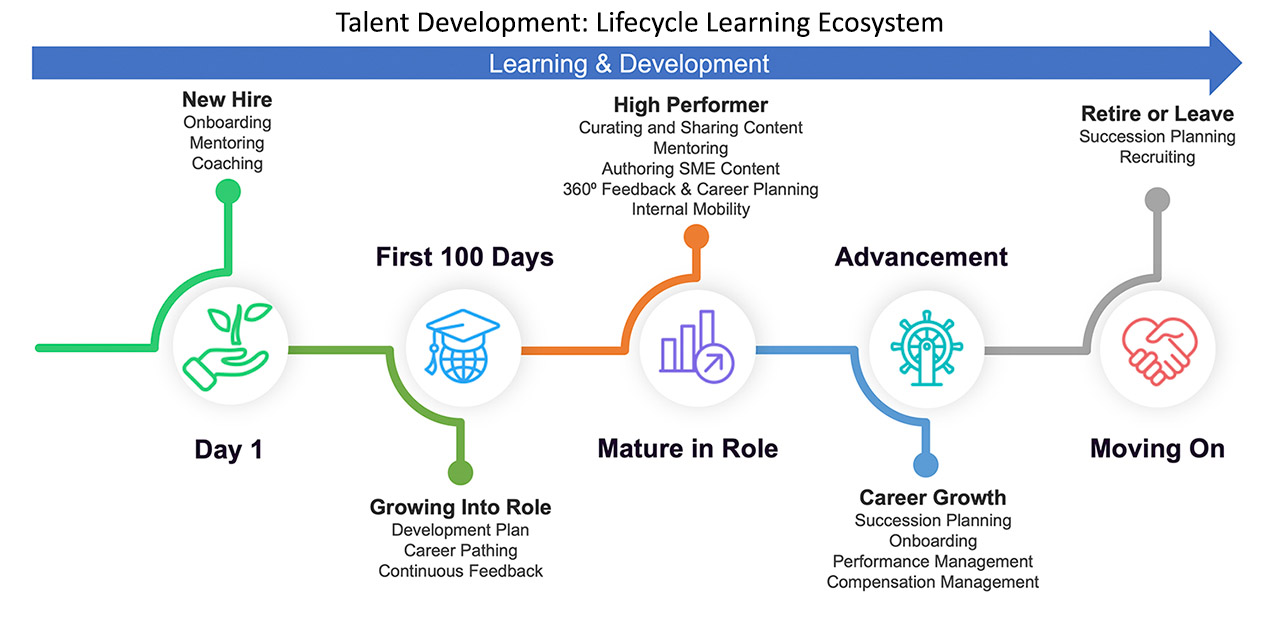 Talent Development: Lifecycle Learning Ecosystem
Learning & Development
New Hire
Onboarding
Mentoring
Coaching
Day 1
First 100 Days
Growing Into Role
Development Plan
Career Pathing
Continuous Feedback
High Performer
Curating and Sharing Content
Mentoring
Authoring SME Content
360º Feedback & Career Planning
Internal Mobility
Mature in Role
Advancement
Career Growth
Succession Planning
Onboarding
Performance Management
Compensation Management
Retire or Leave
Succession Planning
Recruiting
Moving On